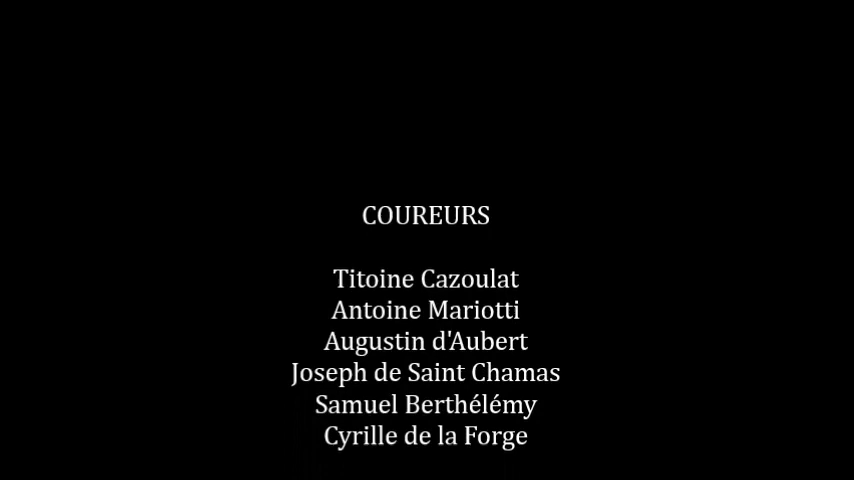 COUREURS
Titoine Cazoulat
Antoine Mariotti
Augustin d'Aubert
Joseph de Saint Chamas
Samuel Berthélémy
Cyrille de la Forge